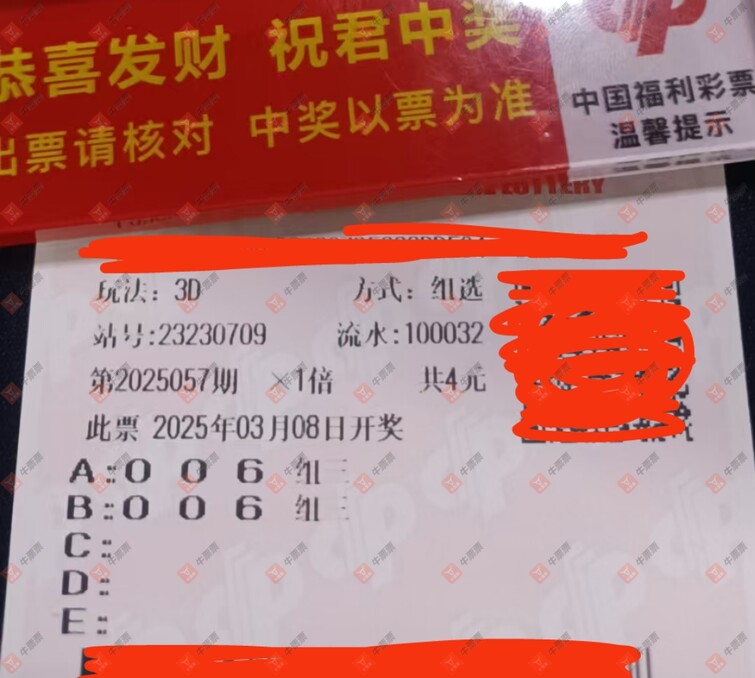 恭喜发财 祝君中奖
出票请核对 中奖以票为准
中国福利彩票
温馨提示
LOTTERY
玩法：3D 方式：组选
站号:23230709 流水:100032
第2025057期 ×1倍 共4元
此票 2025年03月08日开奖
A:0 0 6 组三
B:0 0 6 组三
C:
D:
E:
牛票票